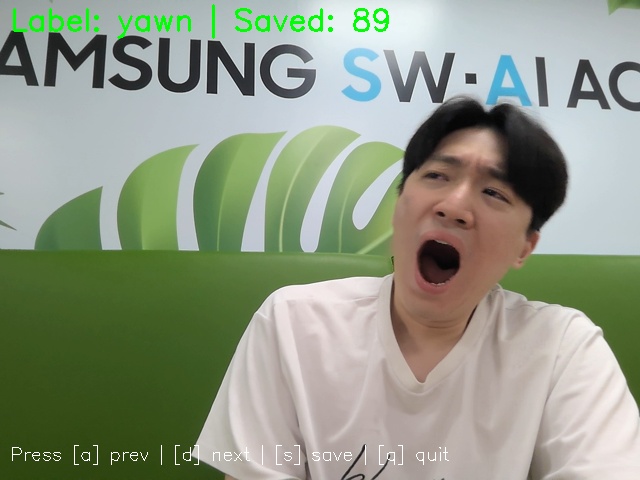 Label: yawn | Saved: 89
AMSUNG SW·AI AC
Press [a] prev | [d] next | [s] save | [q] quit